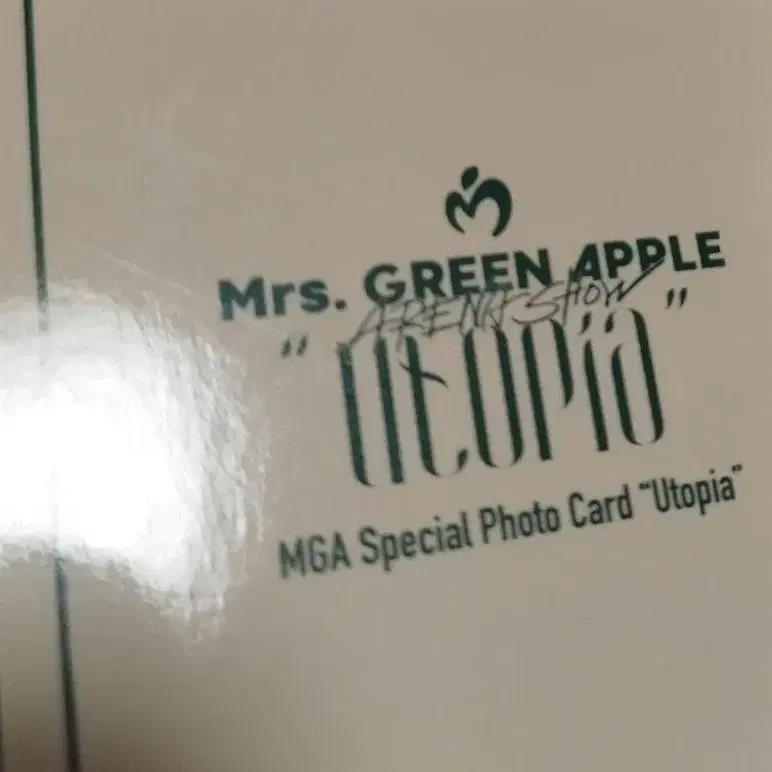 Mrs. GREEN APPLE
ARENA SHOW
"Utopia"
MGA Special Photo Card "Utopia"